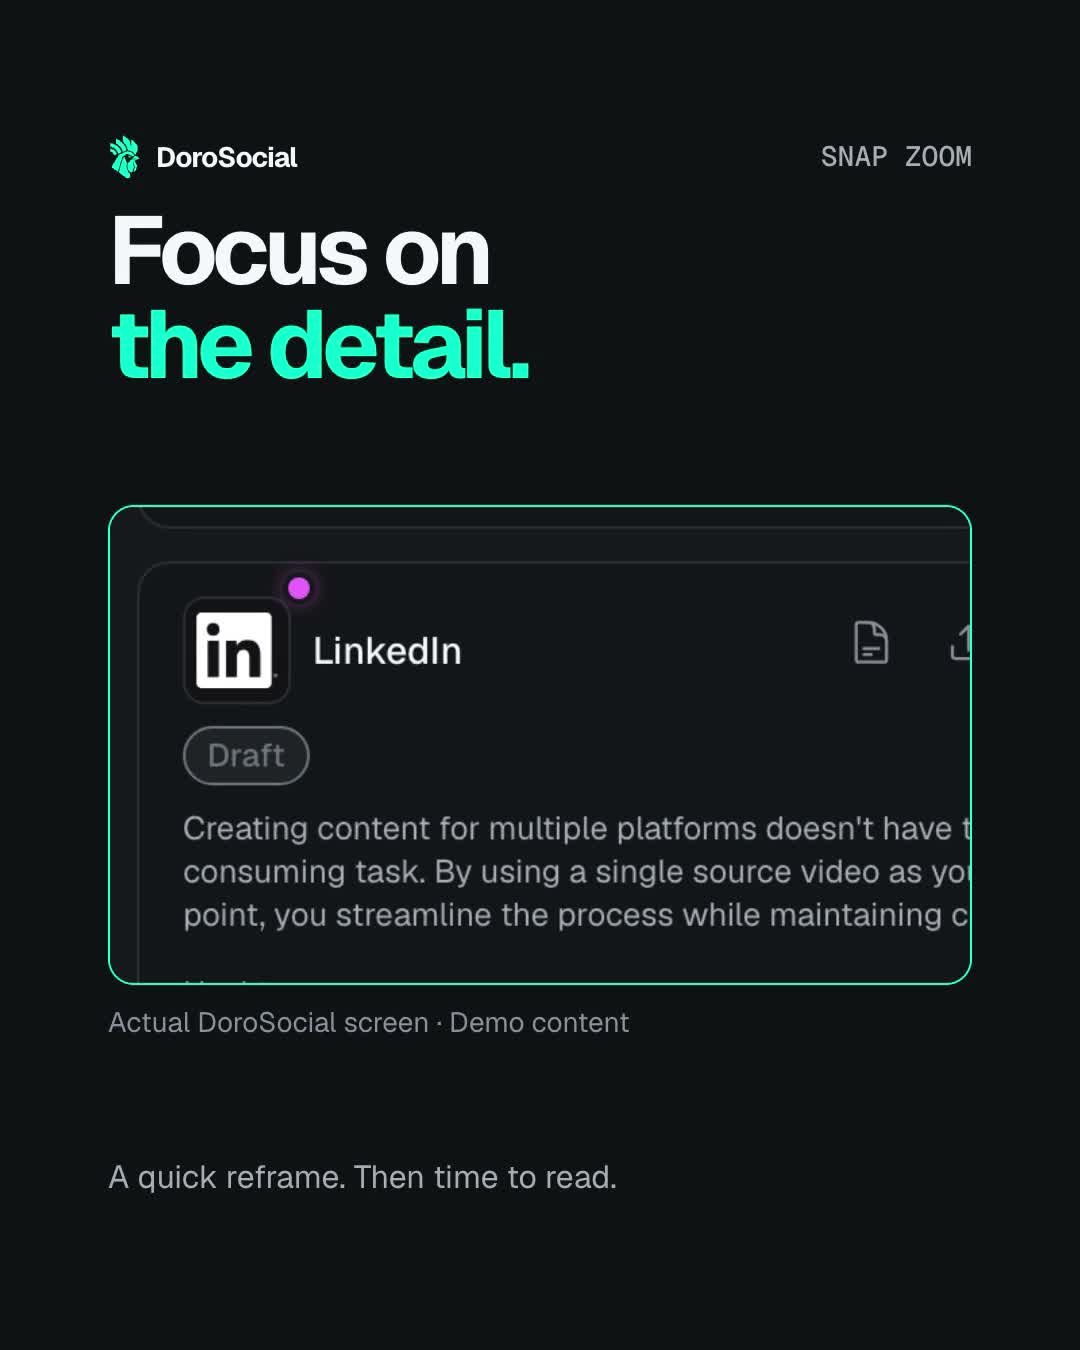 DoroSocial
SNAP ZOOM
Focus on
the detail.
in
LinkedIn
Draft
Creating content for multiple platforms doesn't have
consuming task. By using a single source video as
point, you streamline the process while maintaining
Actual DoroSocial screen · Demo content
A quick reframe. Then time to read.